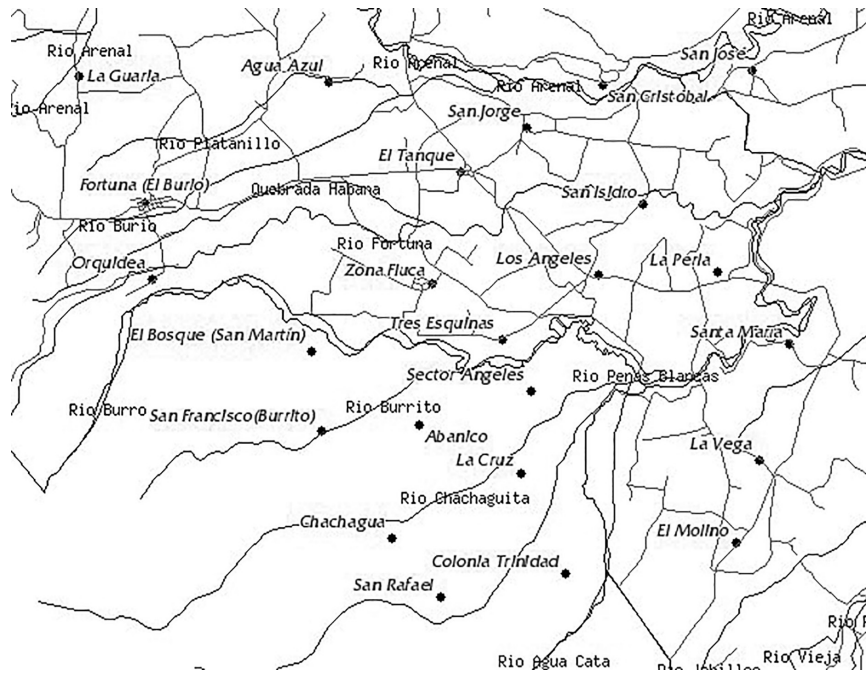 Rio Arenal
Rio Arenal
San José
La Guaria
Agua Azul
Rio Arenal
Rio Arenal
San Cristóbal
io Arenal
San Jorge
Rio Platanillo
El Tanque
Fortuna (El Burio)
Quebrada Habana
San Isidro
Rio Burio
Rio Fortuna
Orquidea
Zona Fluca
Los Angeles
La Perla
El Bosque (San Martín)
Tres Esquinas
Santa Maria
Sector Angeles
Rio Penas Blancas
Rio Burro
San Francisco (Burrito)
Rio Burrito
Abanico
La Vega
La Cruz
Rio Chachaguita
Chachagua
El Molino
Colonia Trinidad
San Rafael
Rio
Rio Agua Cata
Rio Vieja